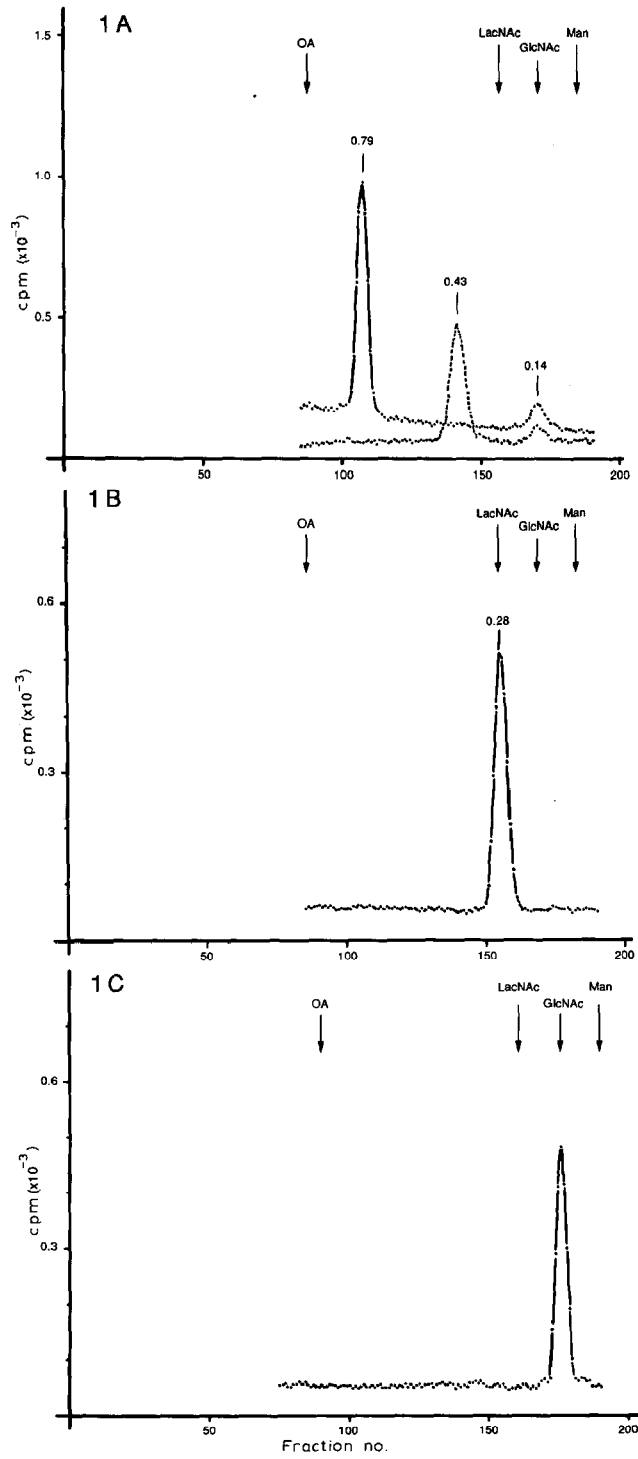 1A
OA
LacNAc
GlcNAc
Man
1.5
1.0
0.5
cpm (x10⁻³)
0.79
0.43
0.14
50
100
150
200
1B
OA
LacNAc
GlcNAc
Man
0.6
0.3
cpm (x10⁻³)
0.28
50
100
150
200
1C
OA
LacNAc
GlcNAc
Man
0.6
0.3
cpm (x10⁻³)
50
100
150
200
Fraction no.